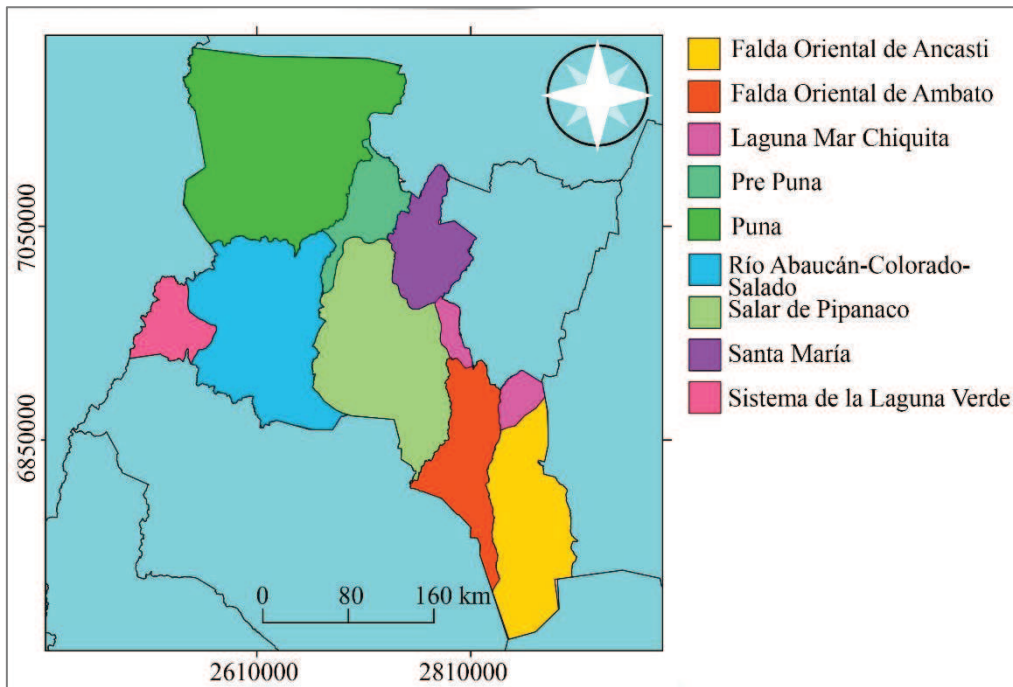 Falda Oriental de Ancasti
Falda Oriental de Ambato
Laguna Mar Chiquita
Pre Puna
Puna
Río Abaucán-Colorado-
Salado
Salar de Pipanaco
Santa María
Sistema de la Laguna Verde
7050000
6850000
0 80 160 km
2610000 2810000